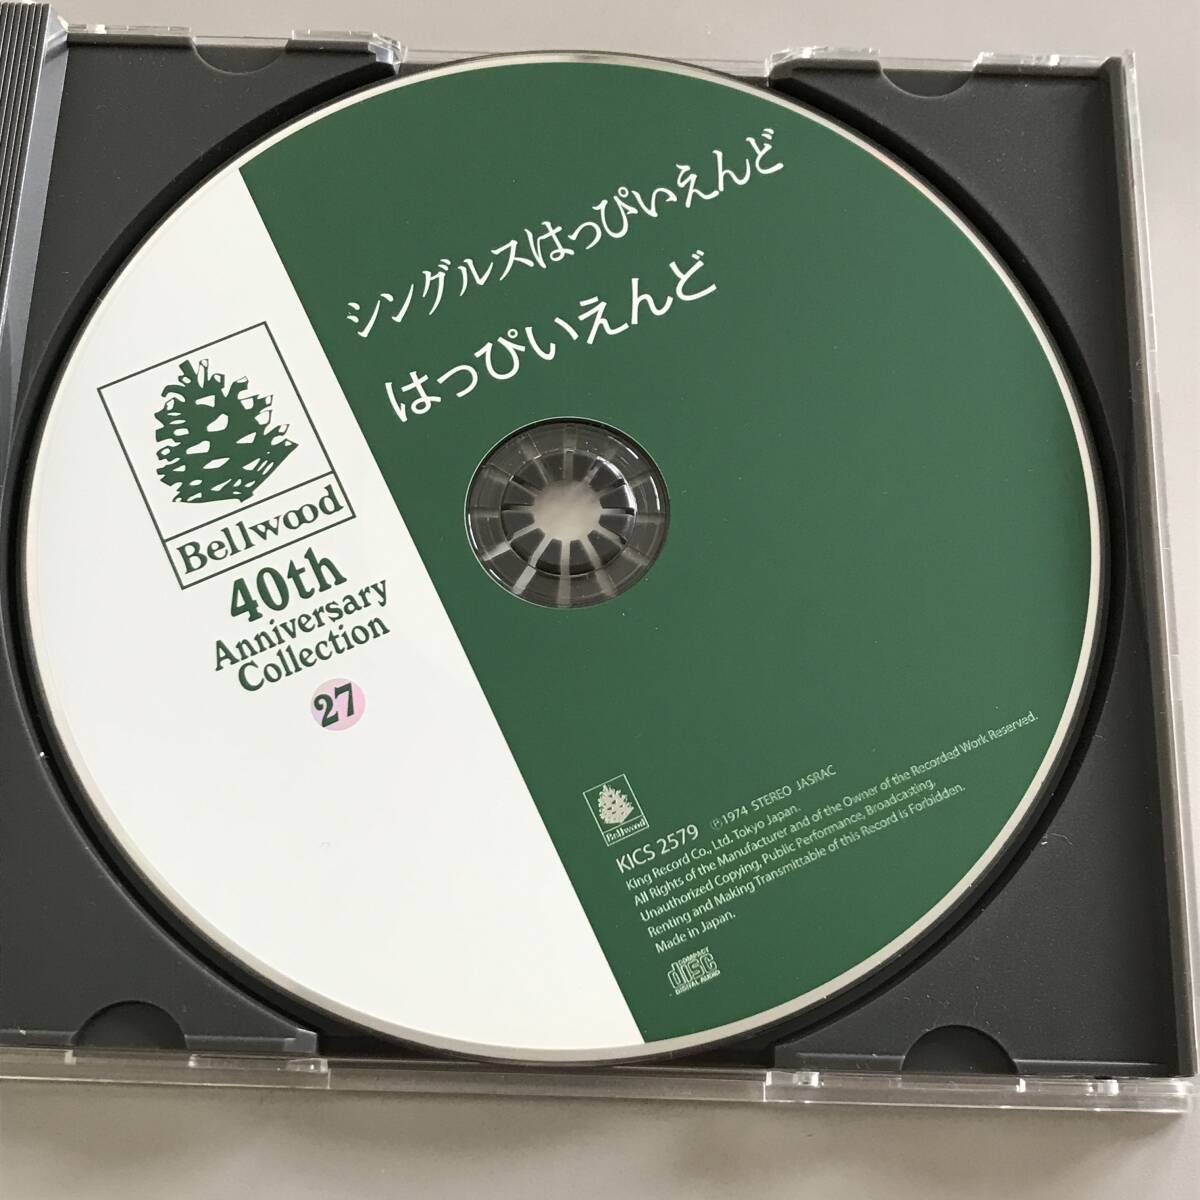 シングルスはっぴいえんど
はっぴいえんど
Bellwood
40th
Anniversary
Collection
27
Bellwood
KICS 2579 Ⓟ1974 STEREO JASRAC
King Record Co., Ltd. Tokyo Japan.
All Rights of the Manufacturer and of the Owner of the Recorded Work Reserved.
Unauthorized Copying, Public Performance, Broadcasting,
Renting and Making Transmittable of this Record is Forbidden.
Made in Japan.
COMPACT
disc
DIGITAL AUDIO